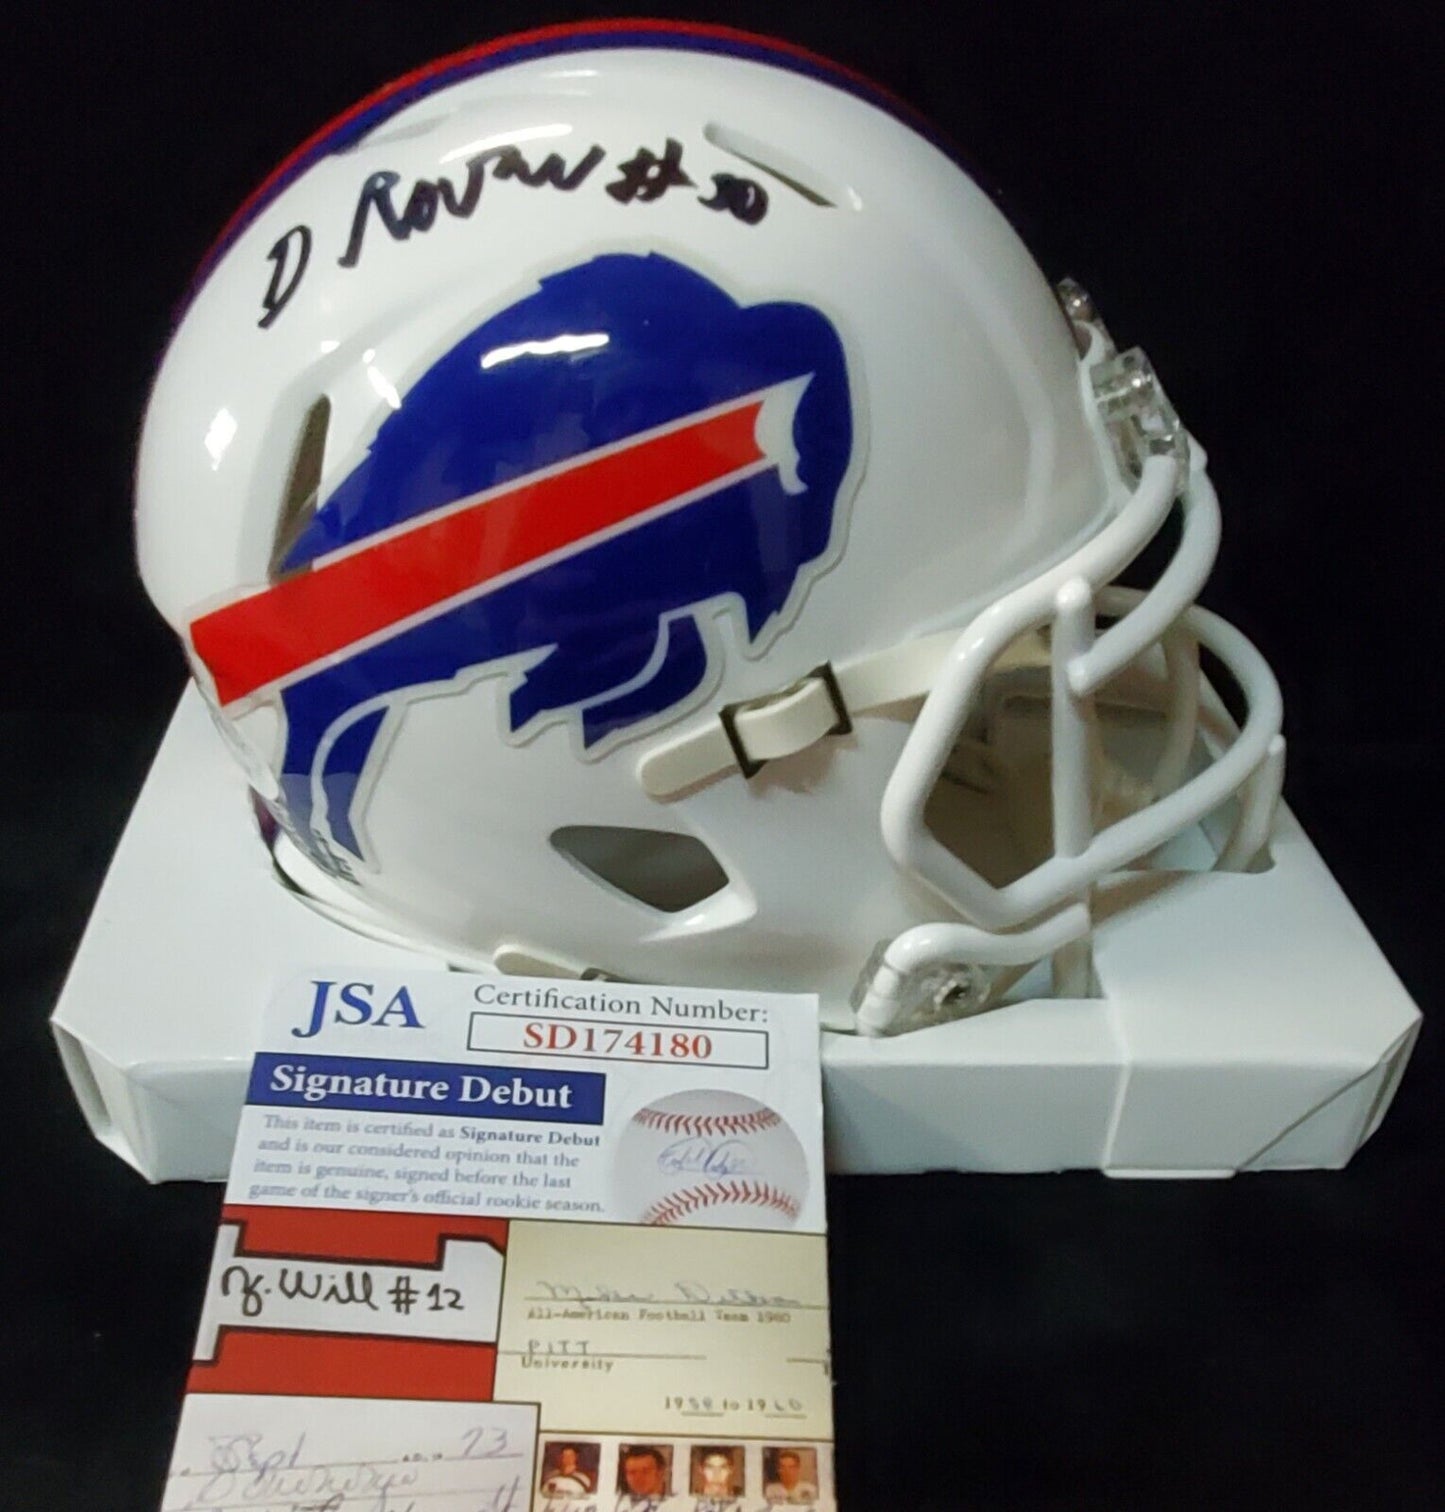 D ROVAN #30
JSA
Certification Number:
SD174180
Signature Debut
This item is certified as Signature Debut
and is our considered opinion that the
item is genuine, signed before the last
game of the signer's official rookie season.
Y. Will #12
All-American Football Team 1960
PITT
University
1958 to 1960
Sept 73